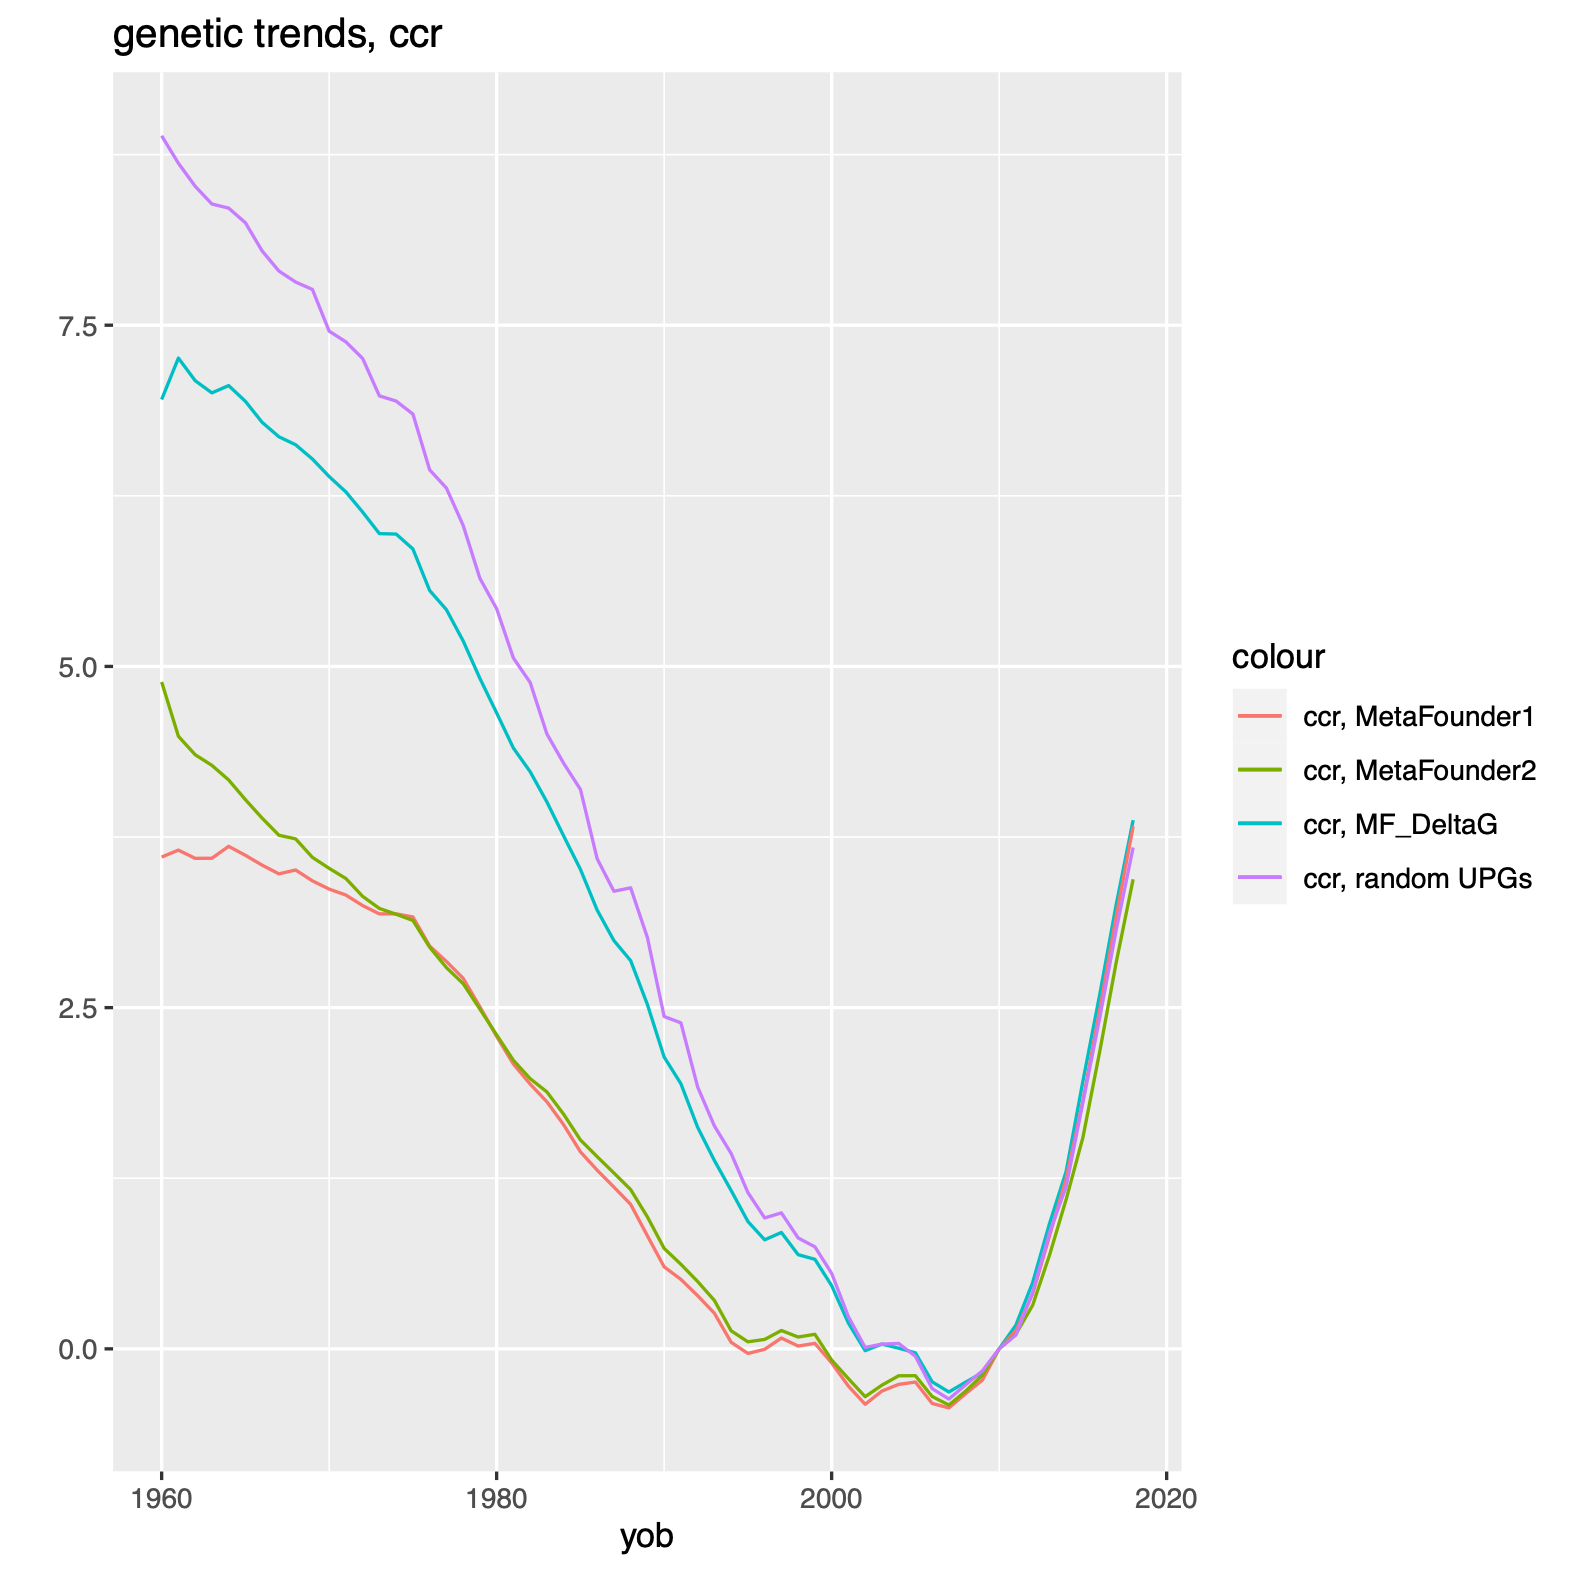 genetic trends, ccr
7.5
5.0
2.5
0.0
1960
1980
2000
2020
yob
colour
ccr, MetaFounder1
ccr, MetaFounder2
ccr, MF_DeltaG
ccr, random UPGs